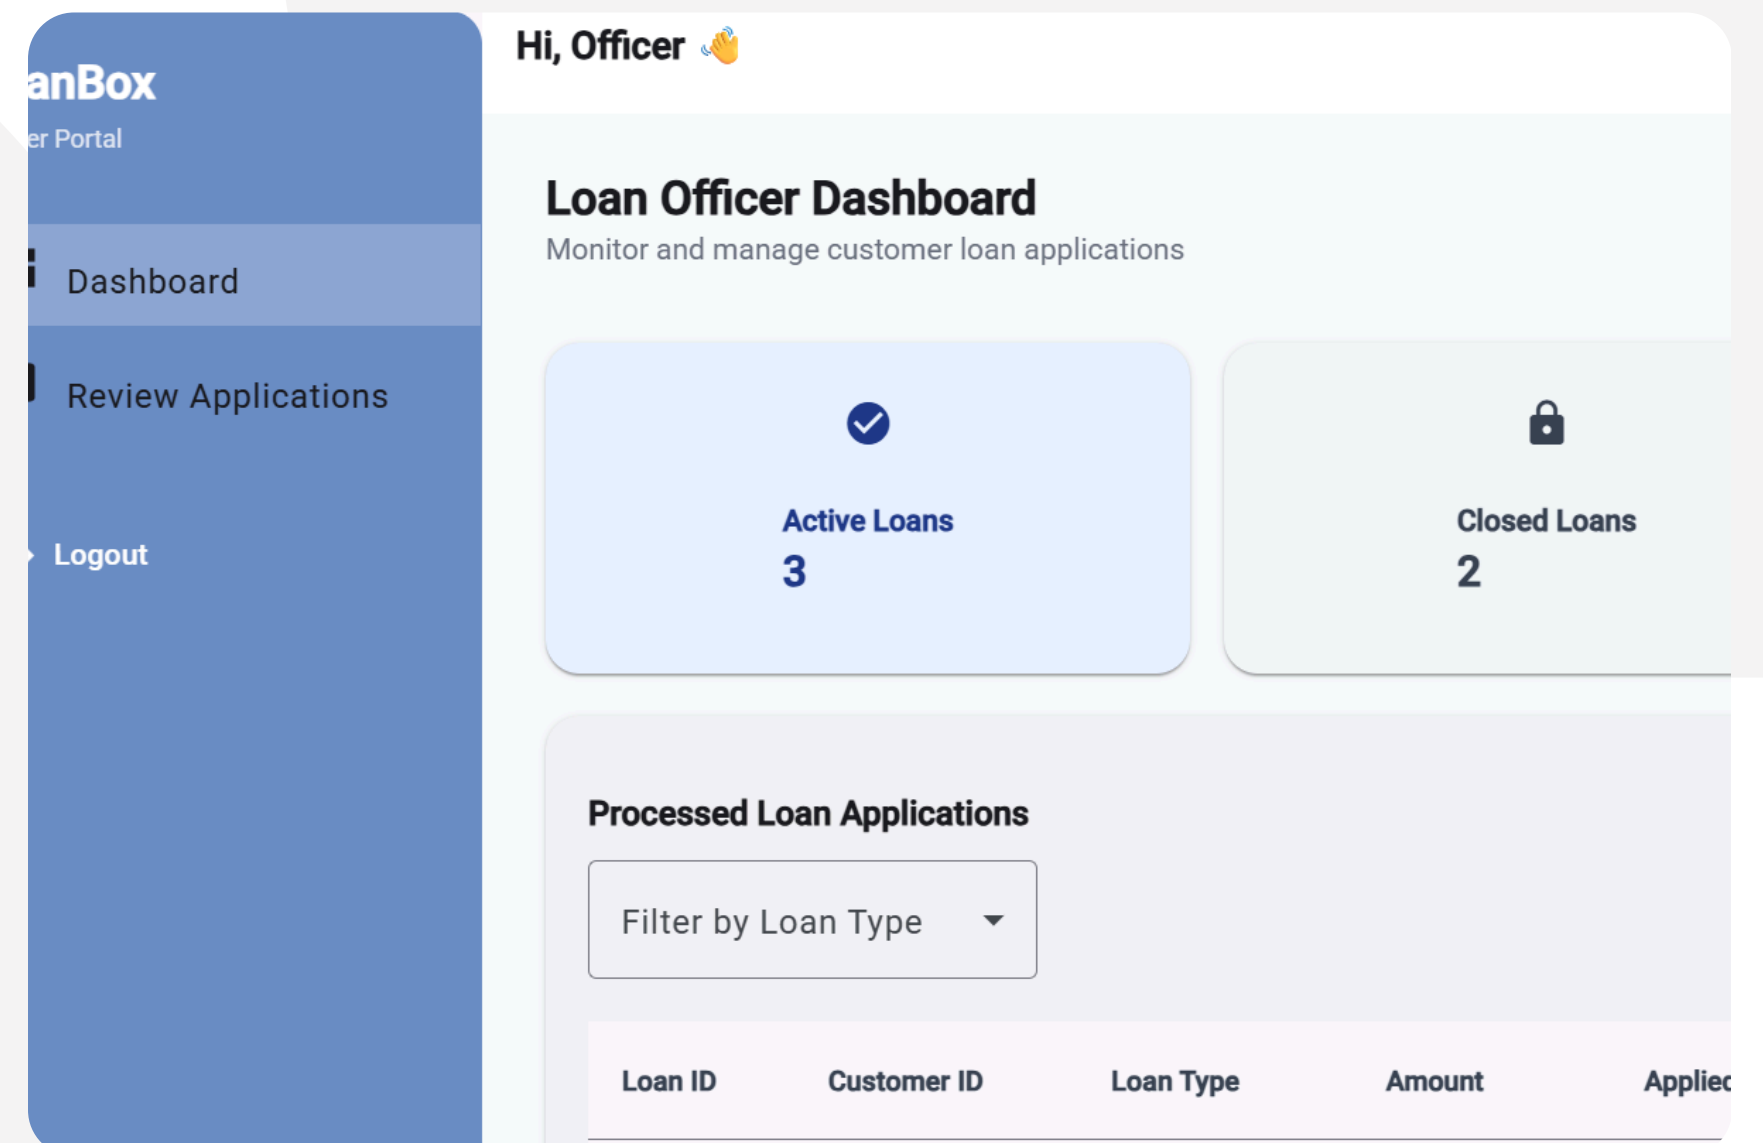 anBox
er Portal
Dashboard
Review Applications
Logout
Hi, Officer 👋
Loan Officer Dashboard
Monitor and manage customer loan applications
Active Loans
3
Closed Loans
2
Processed Loan Applications
Filter by Loan Type
Loan ID Customer ID Loan Type Amount Applied